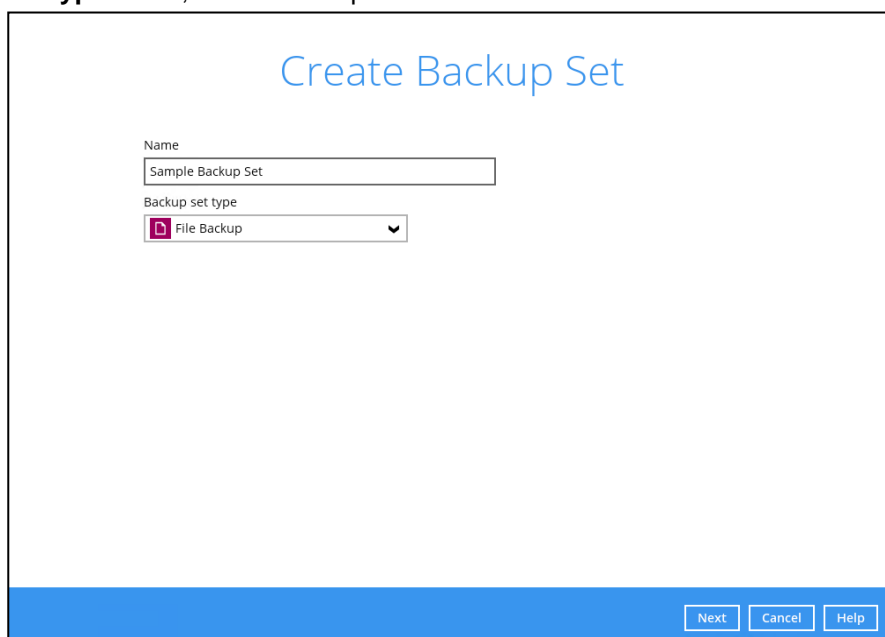 Create Backup Set
Name
Sample Backup Set
Backup set type
File Backup
Next Cancel Help